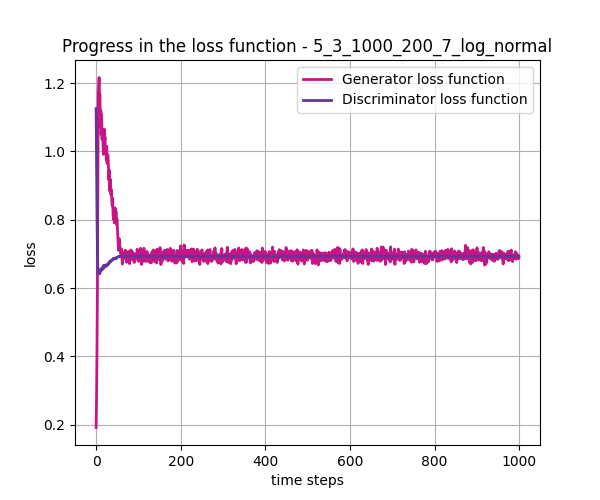 Progress in the loss function - 5_3_1000_200_7_log_normal
Generator loss function
Discriminator loss function
1.2
1.0
0.8
0.6
0.4
0.2
loss
0 200 400 600 800 1000
time steps